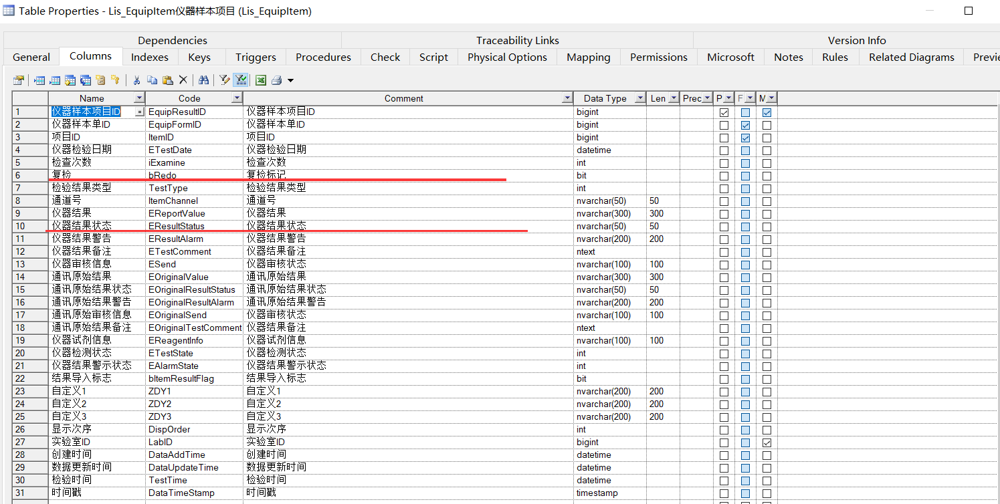 Table Properties - Lis_EquipItem仪器样本项目 (Lis_EquipItem)
Dependencies Traceability Links Version Info
General Columns Indexes Keys Triggers Procedures Check Script Physical Options Mapping Permissions Microsoft Notes Rules Related Diagrams
Name Code Comment Data Type Len Prec P F M
1 仪器样本项目ID = EquipResultID 仪器样本项目ID bigint
2 仪器样本单ID EquipFormID 仪器样本单ID bigint
3 项目ID ItemID 项目ID bigint
4 仪器检验日期 ETestDate 仪器检验日期 datetime
5 检查次数 iExamine 检查次数 int
6 复检 bRedo 复检标记 bit
7 检验结果类型 TestType 检验结果类型 int
8 通道号 ItemChannel 通道号 nvarchar(50) 50
9 仪器结果 EReportValue 仪器结果 nvarchar(300) 300
10 仪器结果状态 EResultStatus 仪器结果状态 nvarchar(50) 50
11 仪器结果警告 EResultAlarm 仪器结果警告 nvarchar(200) 200
12 仪器结果备注 ETestComment 仪器结果备注 ntext
13 仪器审核信息 ESend 仪器审核状态 nvarchar(100) 100
14 通讯原始结果 EOriginalValue 通讯原始结果 nvarchar(300) 300
15 通讯原始结果状态 EOriginalResultStatus 通讯原始结果状态 nvarchar(50) 50
16 通讯原始结果警告 EOriginalResultAlarm 通讯原始结果警告 nvarchar(200) 200
17 通讯原始审核信息 EOriginalSend 仪器审核状态 nvarchar(100) 100
18 通讯原始结果备注 EOriginalTestComment 仪器结果备注 ntext
19 仪器试剂信息 EReagentInfo 仪器试剂信息 nvarchar(100) 100
20 仪器检测状态 ETestState 仪器检测状态 int
21 仪器结果警示状态 EAlarmState 仪器结果警示状态 int
22 结果导入标志 bItemResultFlag 结果导入标志 bit
23 自定义1 ZDY1 自定义1 nvarchar(200) 200
24 自定义2 ZDY2 自定义2 nvarchar(200) 200
25 自定义3 ZDY3 自定义3 nvarchar(200) 200
26 显示次序 DispOrder 显示次序 int
27 实验室ID LabID 实验室ID bigint
28 创建时间 DataAddTime 创建时间 datetime
29 数据更新时间 DataUpdateTime 数据更新时间 datetime
30 检验时间 TestTime 检验时间 datetime
31 时间戳 DataTimeStamp 时间戳 timestamp